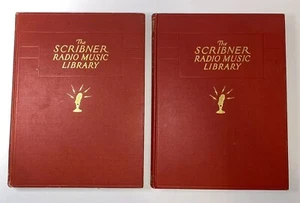 The
SCRIBNER
RADIO MUSIC
LIBRARY
The
SCRIBNER
RADIO MUSIC
LIBRARY